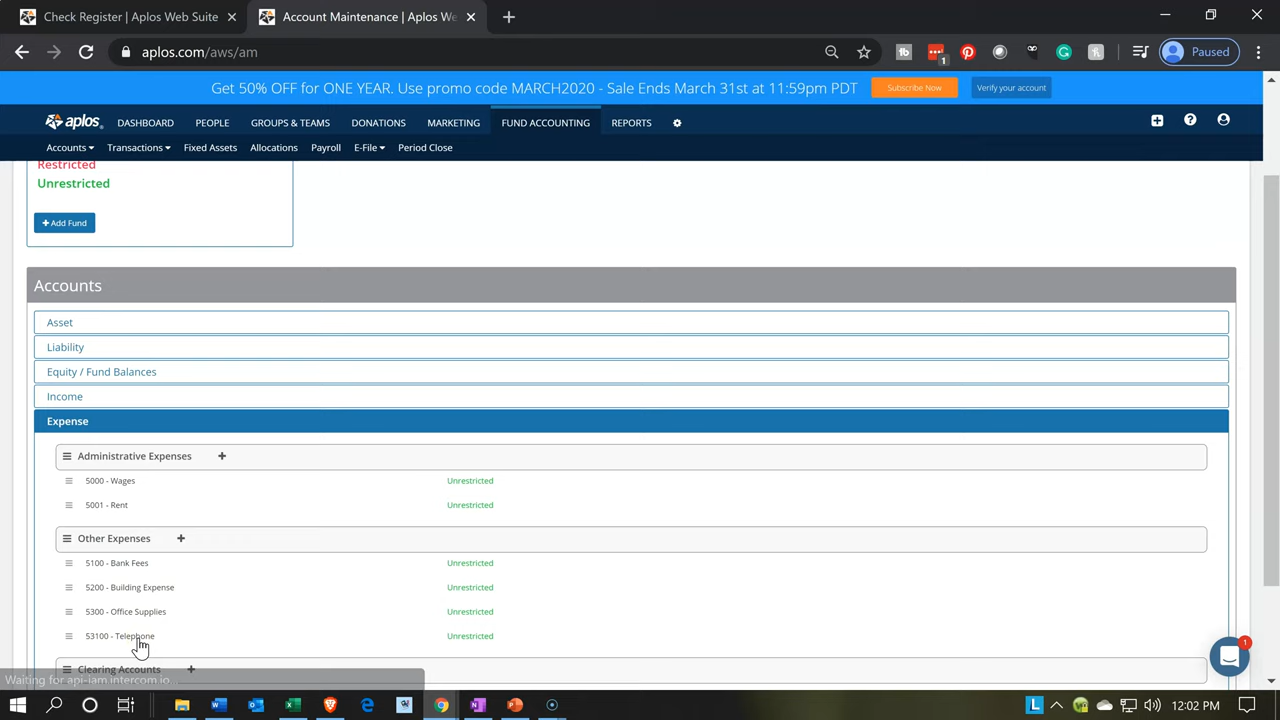 Check Register | Aplos Web Suite
Account Maintenance | Aplos We
aplos.com/aws/am
1
Paused
Get 50% OFF for ONE YEAR. Use promo code MARCH2020 - Sale Ends March 31st at 11:59pm PDT
Subscribe Now
Verify your account
aplos
DASHBOARD
PEOPLE
GROUPS & TEAMS
DONATIONS
MARKETING
FUND ACCOUNTING
REPORTS
Accounts
Transactions
Fixed Assets
Allocations
Payroll
E-File
Period Close
Restricted
Unrestricted
+ Add Fund
Accounts
Asset
Liability
Equity / Fund Balances
Income
Expense
Administrative Expenses
5000 - Wages Unrestricted
5001 - Rent Unrestricted
Other Expenses
5100 - Bank Fees Unrestricted
5200 - Building Expense Unrestricted
5300 - Office Supplies Unrestricted
53100 - Telephone Unrestricted
1
Clearing Accounts
Waiting for api-iam.intercom.io
12:02 PM